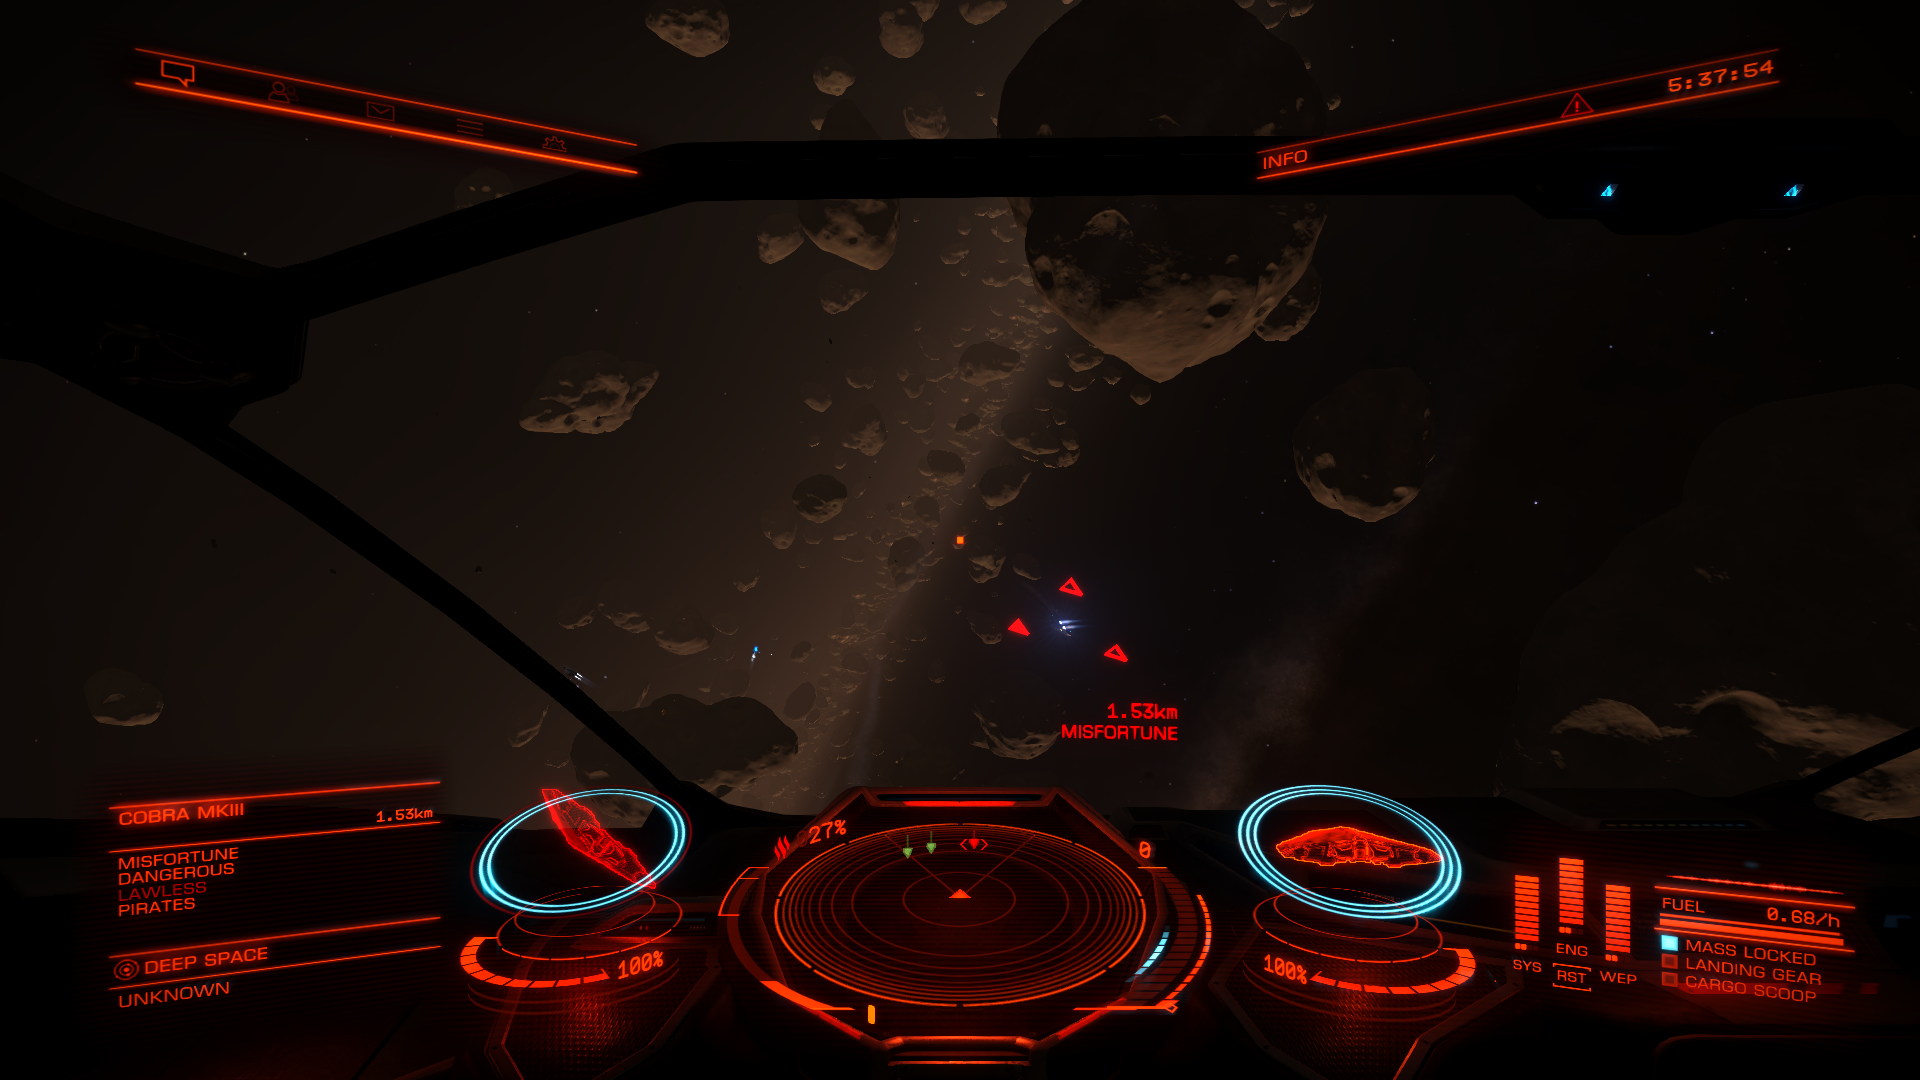 5:37:54
INFO
1.53km
MISFORTUNE
COBRA MKIII
1.53km
MISFORTUNE
DANGEROUS
LAWLESS
PIRATES
DEEP SPACE
UNKNOWN
27%
0
100%
100%
SYS
ENG
RST
WEP
FUEL
0.68/h
MASS LOCKED
LANDING GEAR
CARGO SCOOP